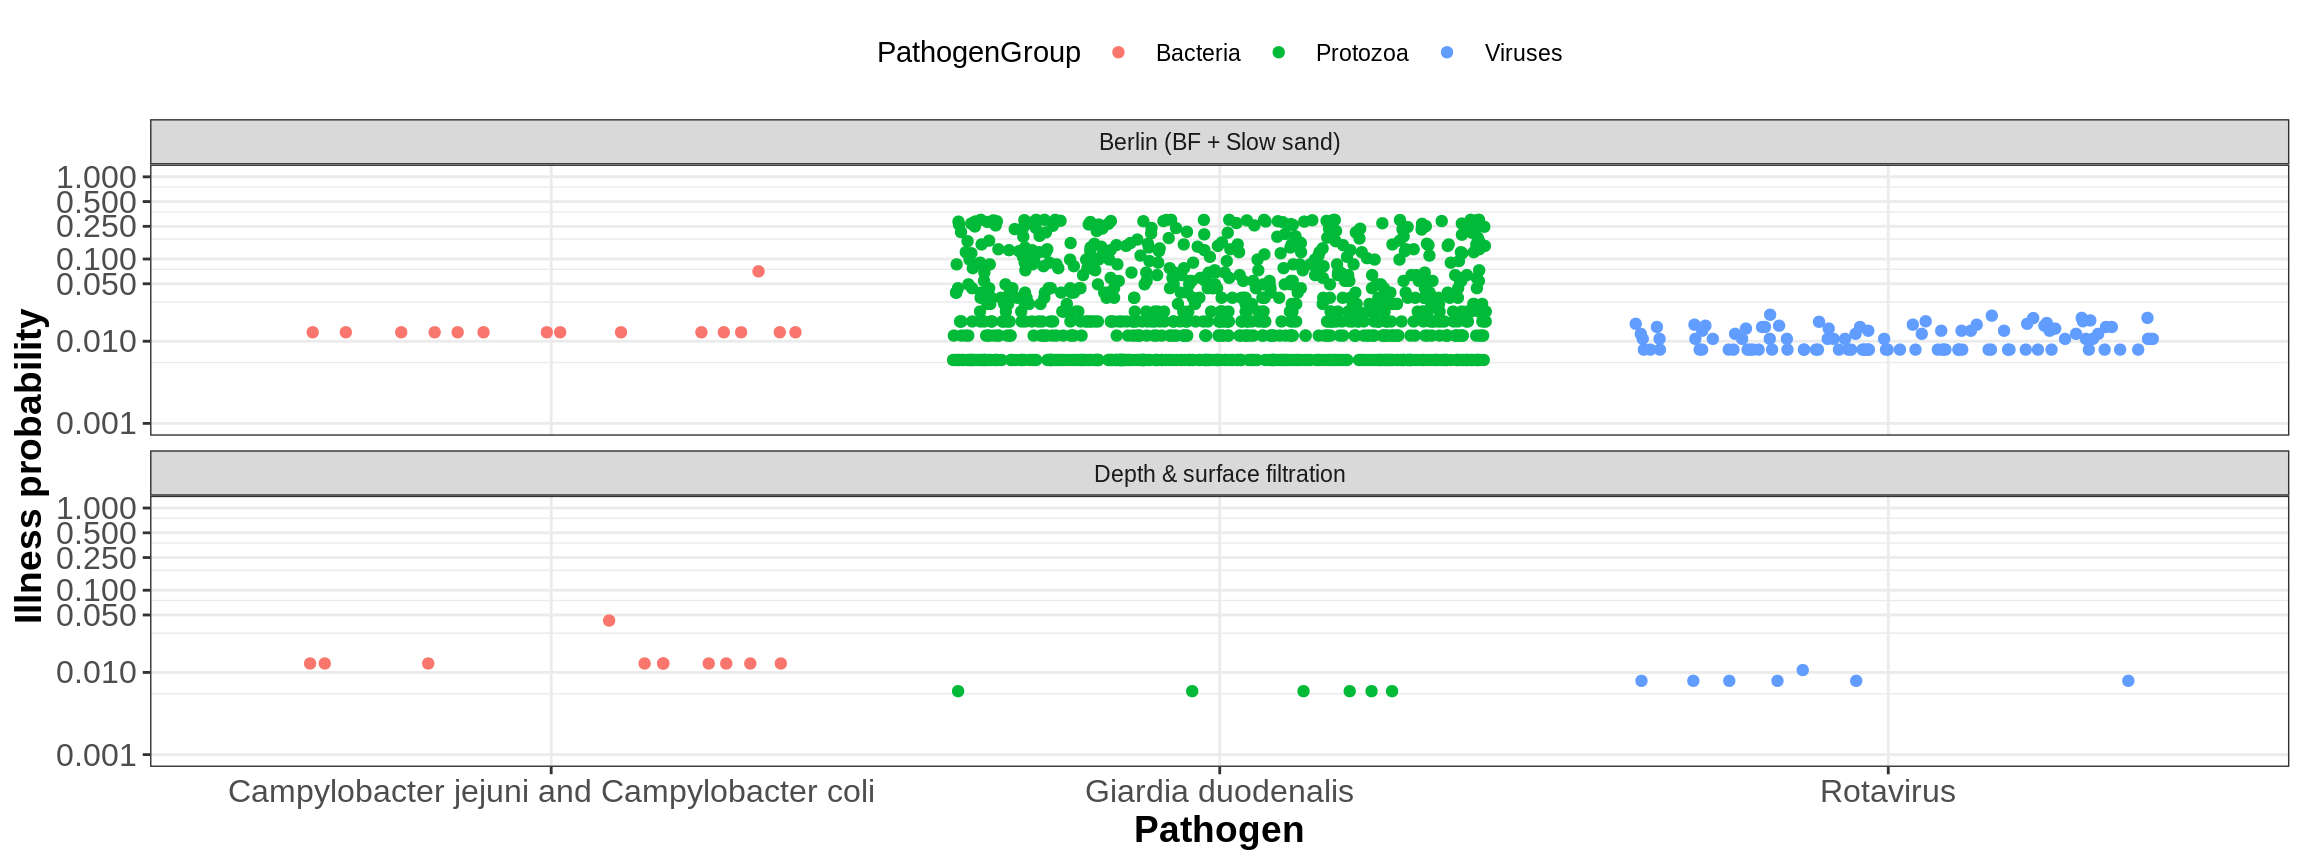 PathogenGroup Bacteria Protozoa Viruses
Berlin (BF + Slow sand)
1.000
0.500
0.250
0.100
0.050
0.010
0.001
Depth & surface filtration
1.000
0.500
0.250
0.100
0.050
0.010
0.001
Illness probability
Campylobacter jejuni and Campylobacter coli Giardia duodenalis Rotavirus
Pathogen